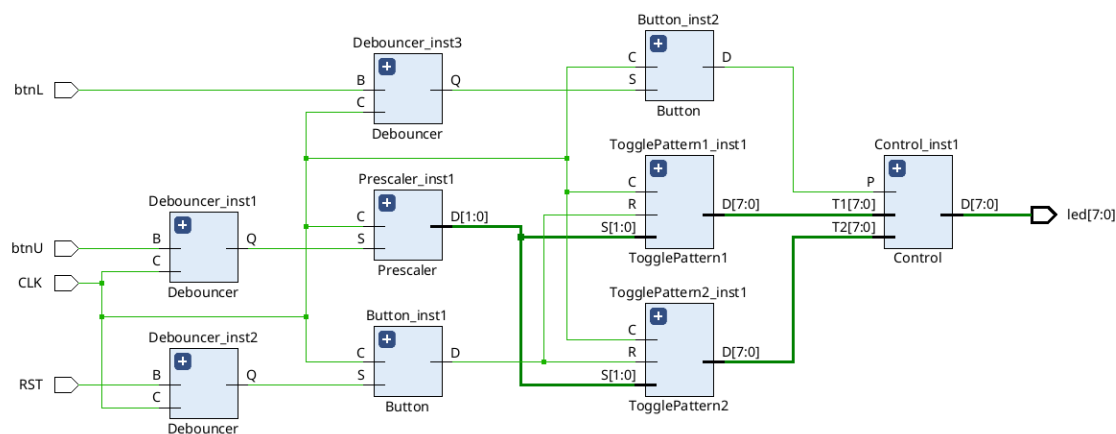 Button_inst2
C
D
S
Button
Debouncer_inst3
btnL
B
Q
C
Debouncer
TogglePattern1_inst1
C
R
D[7:0]
S[1:0]
TogglePattern1
Control_inst1
P
T1[7:0]
D[7:0]
T2[7:0]
Control
led[7:0]
Prescaler_inst1
C
D[1:0]
S
Prescaler
Debouncer_inst1
btnU
B
Q
CLK
C
Debouncer
TogglePattern2_inst1
C
R
D[7:0]
S[1:0]
TogglePattern2
Button_inst1
C
D
S
Button
Debouncer_inst2
RST
B
Q
C
Debouncer